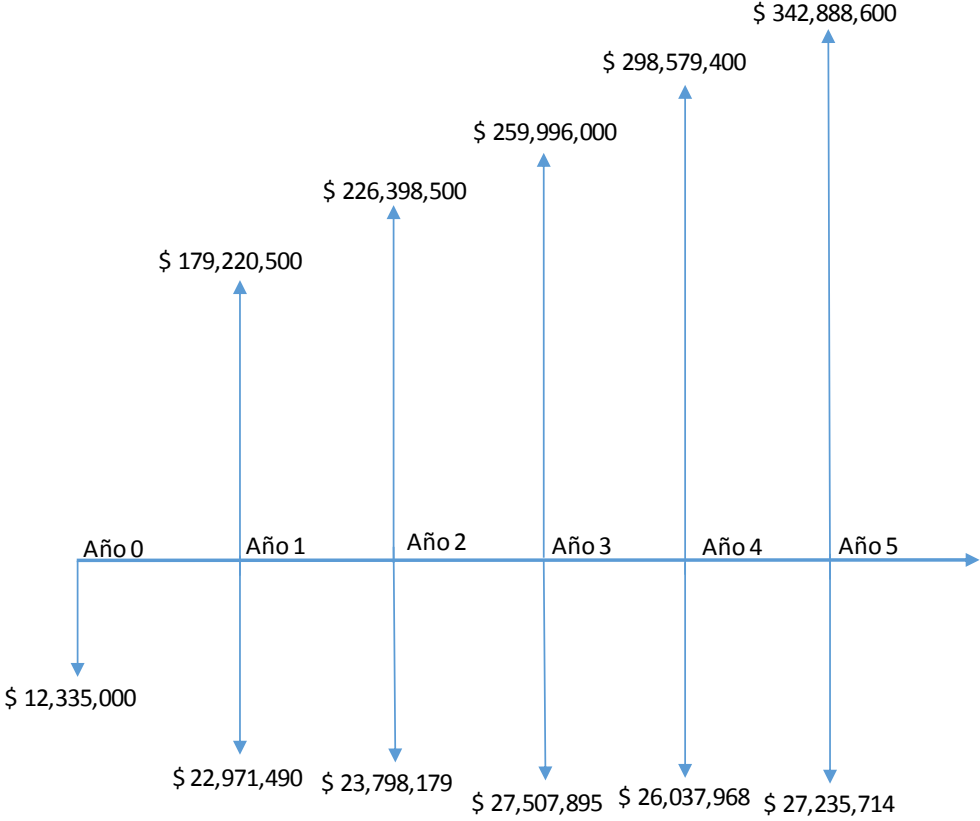 $ 342,888,600
$ 298,579,400
$ 259,996,000
$ 226,398,500
$ 179,220,500
Año 0
Año 1
Año 2
Año 3
Año 4
Año 5
$ 12,335,000
$ 22,971,490
$ 23,798,179
$ 27,507,895
$ 26,037,968
$ 27,235,714